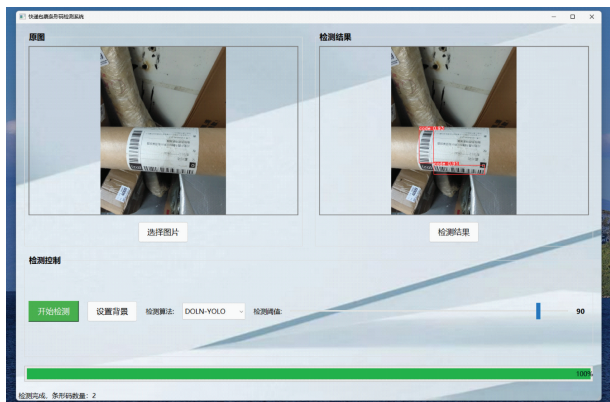 快递包裹条形码检测系统
原图
检测结果
code 0.92
选择图片
检测结果
检测控制
开始检测
设置背景
检测算法:
DOLN-YOLO
检测阈值:
90
100%
检测完成，条形码数量：2